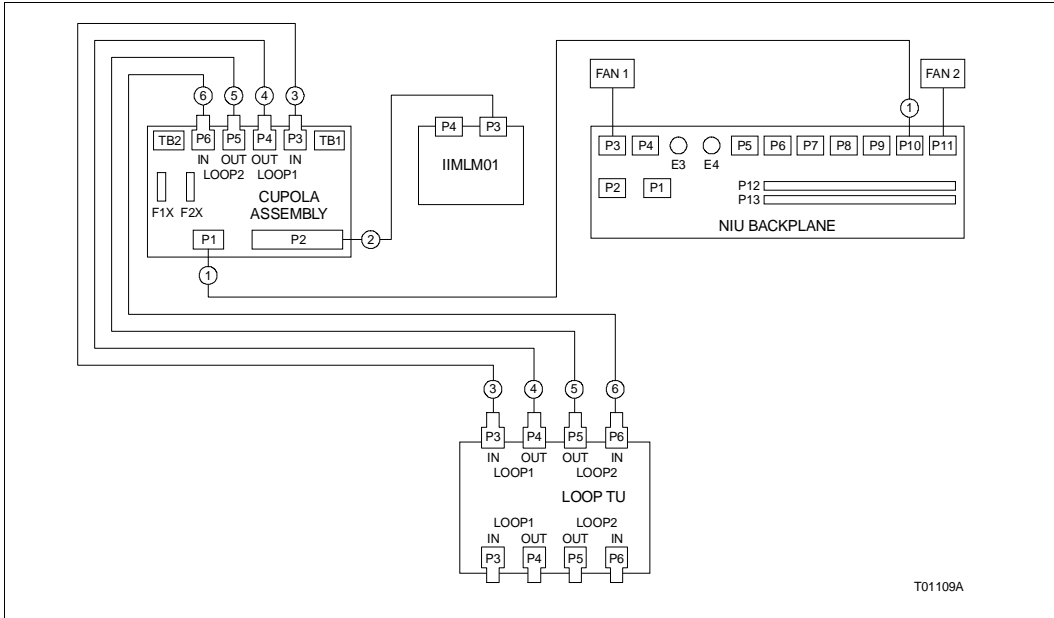 6 5 4 3
TB2 P6 P5 P4 P3 TB1
IN OUT OUT IN
LOOP2 LOOP1
F1X F2X
CUPOLA
ASSEMBLY
P1 P2
2
1
P4 P3
IIMLM01
FAN 1 FAN 2
1
P3 P4 P5 P6 P7 P8 P9 P10 P11
E3 E4
P2 P1
P12
P13
NIU BACKPLANE
3 4 5 6
P3 P4 P5 P6
IN OUT OUT IN
LOOP1 LOOP2
LOOP TU
LOOP1 LOOP2
IN OUT OUT IN
P3 P4 P5 P6
T01109A